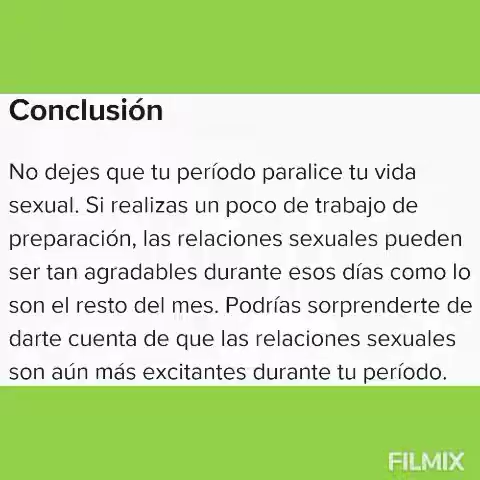 Conclusión
No dejes que tu período paralice tu vida
sexual. Si realizas un poco de trabajo de
preparación, las relaciones sexuales pueden
ser tan agradables durante esos días como lo
son el resto del mes. Podrías sorprenderte de
darte cuenta de que las relaciones sexuales
son aún más excitantes durante tu período.
FILMIX